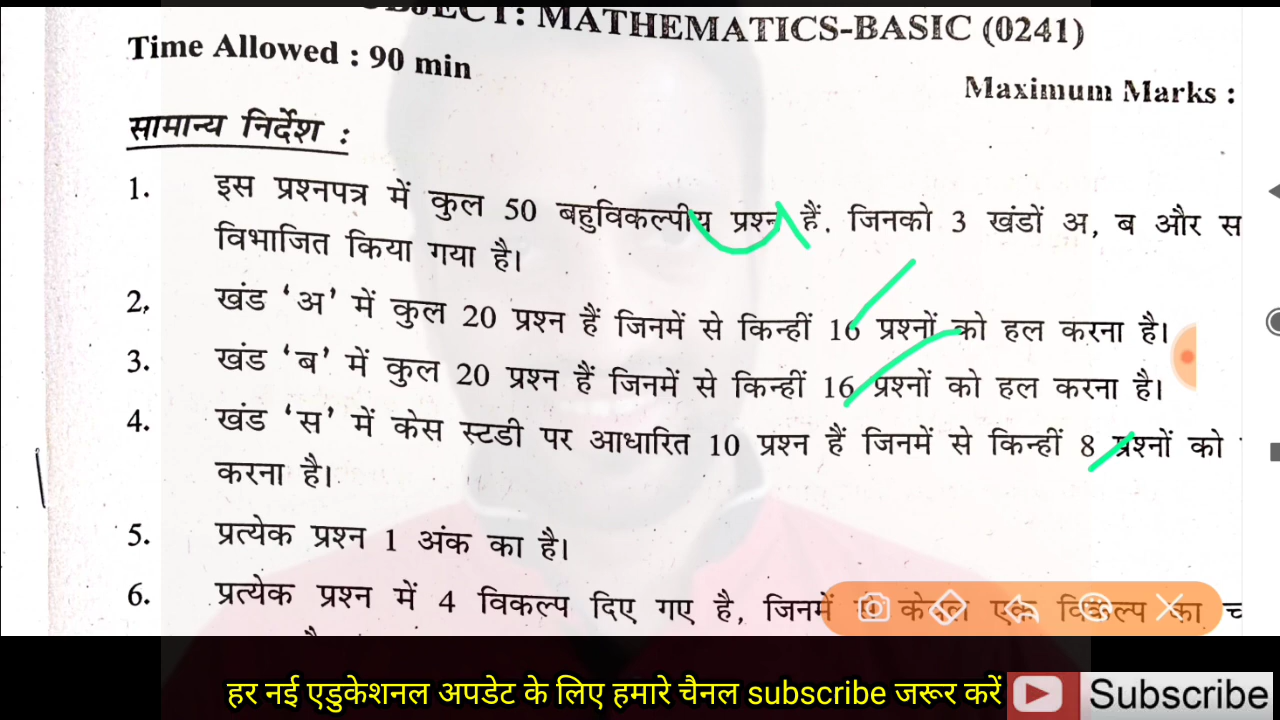 SUBJECT: MATHEMATICS-BASIC (0241)
Time Allowed : 90 min
Maximum Marks :
सामान्य निर्देश :
1. इस प्रश्नपत्र में कुल 50 बहुविकल्पीय प्रश्न हैं. जिनको 3 खंडों अ, ब और स
विभाजित किया गया है।
2, खंड ‘अ’ में कुल 20 प्रश्न हैं जिनमें से किन्हीं 16 प्रश्नों को हल करना है।
3. खंड ‘ब’ में कुल 20 प्रश्न हैं जिनमें से किन्हीं 16 प्रश्नों को हल करना है।
4. खंड ‘स’ में केस स्टडी पर आधारित 10 प्रश्न हैं जिनमें से किन्हीं 8 प्रश्नों को
करना है।
5. प्रत्येक प्रश्न 1 अंक का है।
6. प्रत्येक प्रश्न में 4 विकल्प दिए गए है, जिनमें से केवल एक विकल्प का
हर नई एडुकेशनल अपडेट के लिए हमारे चैनल subscribe जरूर करें
Subscribe